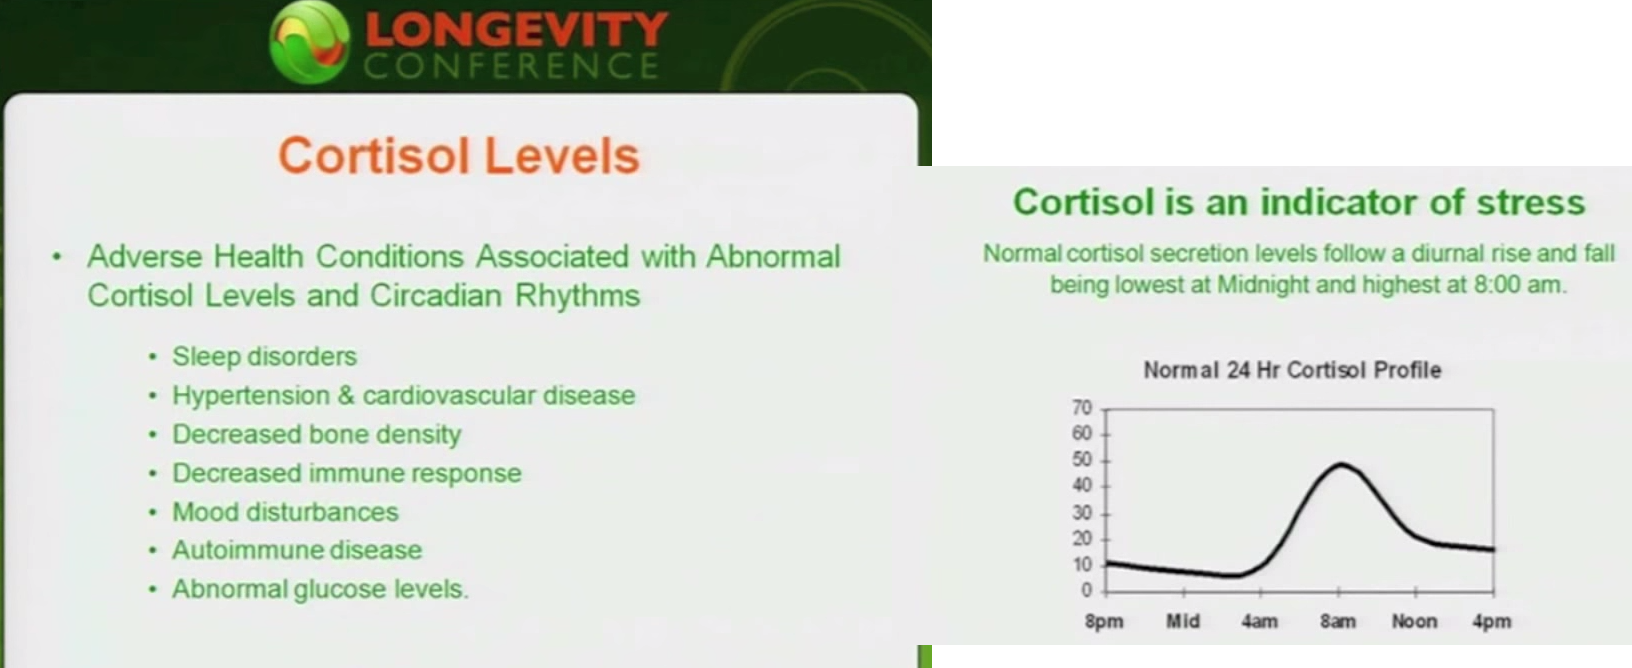 LONGEVITY
CONFERENCE
Cortisol Levels
• Adverse Health Conditions Associated with Abnormal
Cortisol Levels and Circadian Rhythms
• Sleep disorders
• Hypertension & cardiovascular disease
• Decreased bone density
• Decreased immune response
• Mood disturbances
• Autoimmune disease
• Abnormal glucose levels.
Cortisol is an indicator of stress
Normal cortisol secretion levels follow a diurnal rise and fall
being lowest at Midnight and highest at 8:00 am.
Normal 24 Hr Cortisol Profile
70
60
50
40
30
20
10
0
8pm Mid 4am 8am Noon 4pm